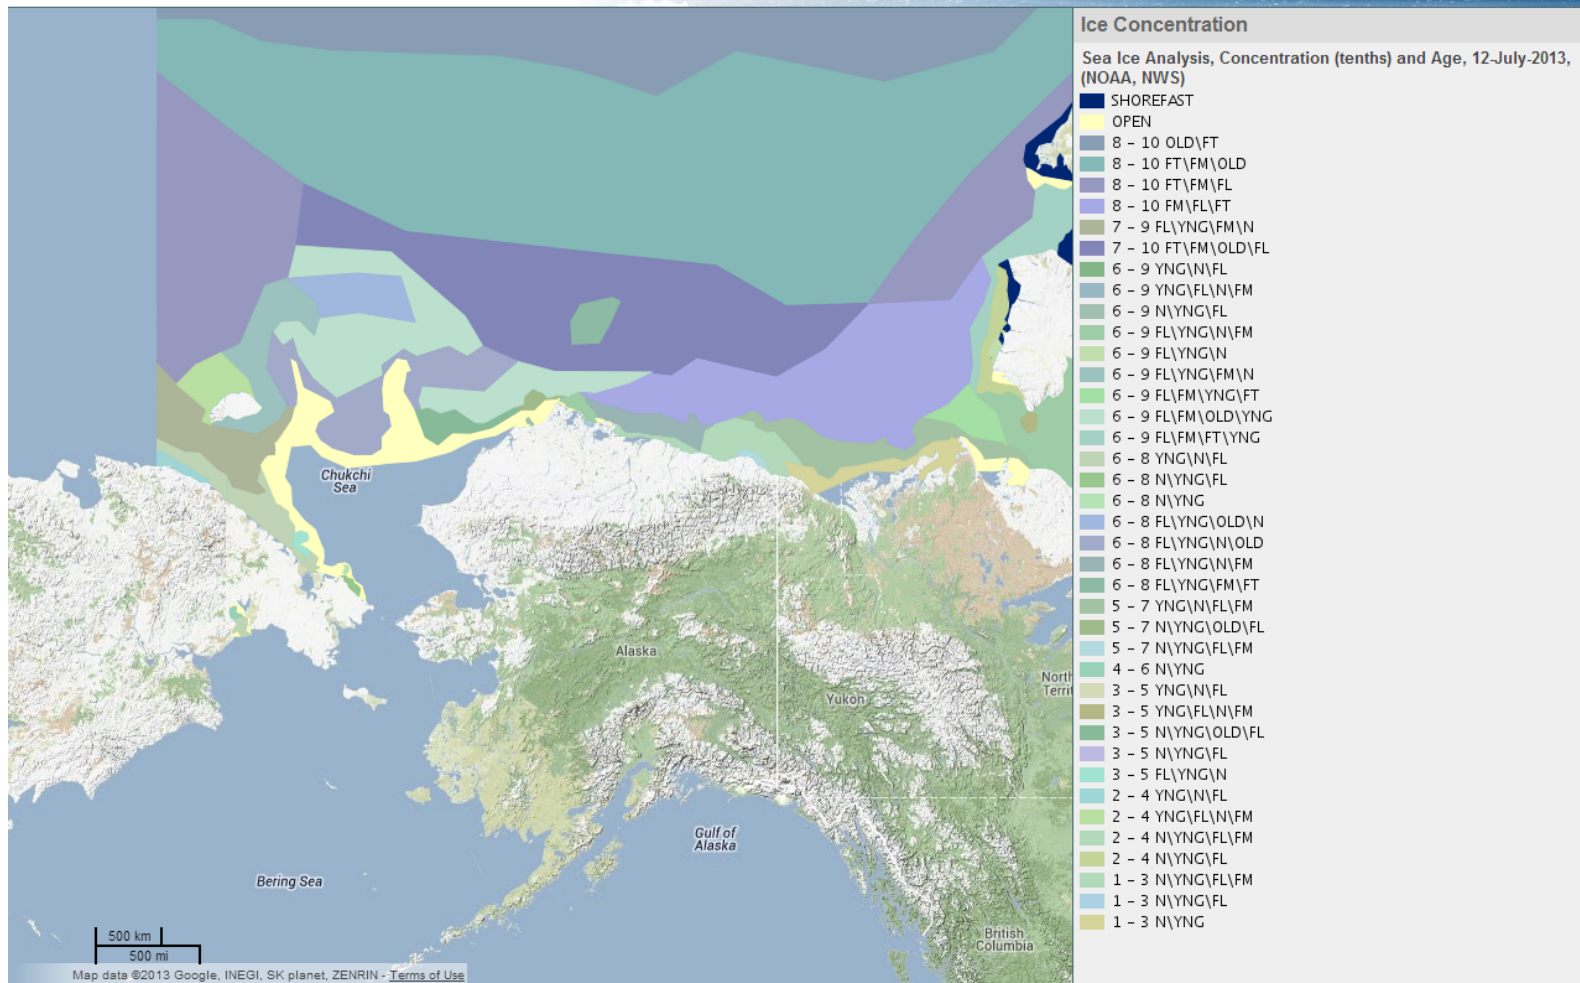 Ice Concentration
Sea Ice Analysis, Concentration (tenths) and Age, 12-July-2013,
(NOAA, NWS)
SHOREFAST
OPEN
8 - 10 OLD\FT
8 - 10 FT\FM\OLD
8 - 10 FT\FM\FL
8 - 10 FM\FL\FT
7 - 9 FL\YNG\FM\N
7 - 10 FT\FM\OLD\FL
6 - 9 YNG\N\FL
6 - 9 YNG\FL\N\FM
6 - 9 N\YNG\FL
6 - 9 FL\YNG\N\FM
6 - 9 FL\YNG\N
6 - 9 FL\YNG\FM\N
6 - 9 FL\FM\YNG\FT
6 - 9 FL\FM\OLD\YNG
6 - 9 FL\FM\FT\YNG
6 - 8 YNG\N\FL
6 - 8 N\YNG\FL
6 - 8 N\YNG
6 - 8 FL\YNG\OLD\N
6 - 8 FL\YNG\N\OLD
6 - 8 FL\YNG\N\FM
6 - 8 FL\YNG\FM\FT
5 - 7 YNG\N\FL\FM
5 - 7 N\YNG\OLD\FL
5 - 7 N\YNG\FL\FM
4 - 6 N\YNG
3 - 5 YNG\N\FL
3 - 5 YNG\FL\N\FM
3 - 5 N\YNG\OLD\FL
3 - 5 N\YNG\FL
3 - 5 FL\YNG\N
2 - 4 YNG\N\FL
2 - 4 YNG\FL\N\FM
2 - 4 N\YNG\FL\FM
2 - 4 N\YNG\FL
1 - 3 N\YNG\FL\FM
1 - 3 N\YNG\FL
1 - 3 N\YNG
Chukchi
Sea
Alaska
Yukon
North
Territ
Gulf of
Alaska
Bering Sea
British
Columbia
500 km
500 mi
Map data ©2013 Google, INEGI, SK planet, ZENRIN - Terms of Use